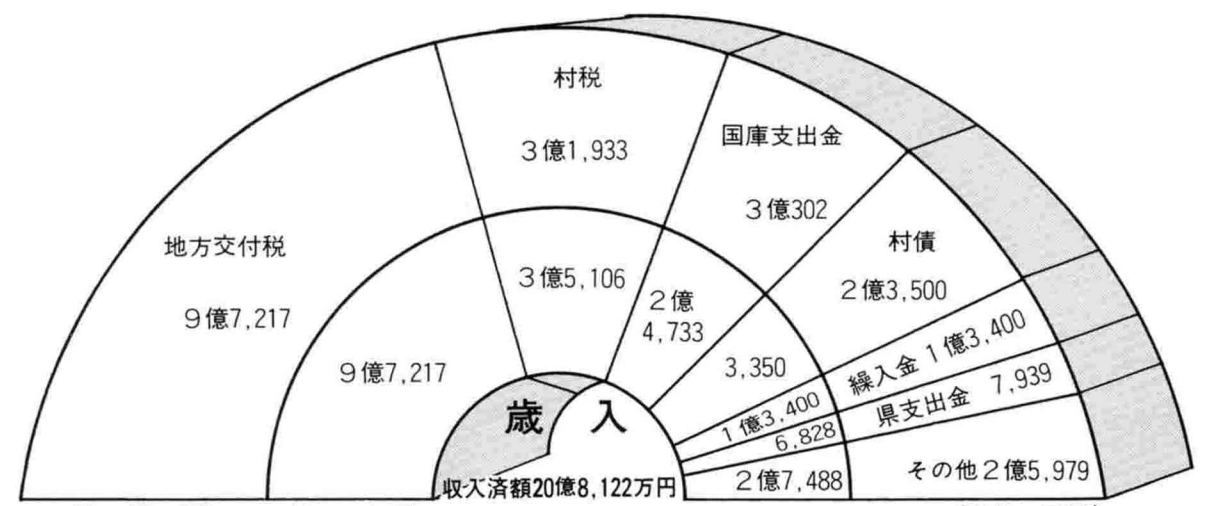 村税
3億1,933
国庫支出金
3億302
地方交付税
9億7,217
村債
2億3,500
3億5,106
2億
4,733
9億7,217
3,350
繰入金 1億3,400
1億3,400
県支出金 7,939
6,828
歳入
その他2億5,979
2億7,488
収入済額20億8,122万円